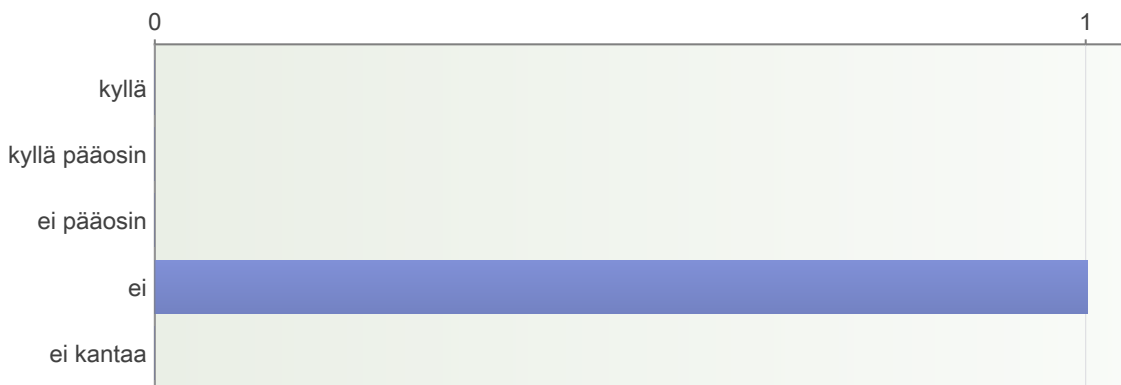 0 1
kyllä
kyllä pääosin
ei pääosin
ei
ei kantaa